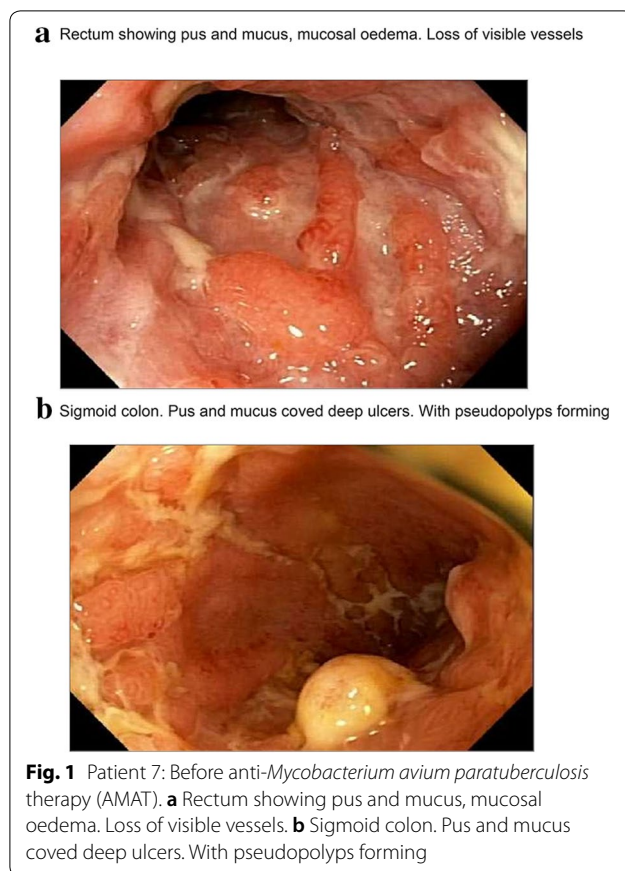 a Rectum showing pus and mucus, mucosal oedema. Loss of visible vessels
b Sigmoid colon. Pus and mucus coved deep ulcers. With pseudopolyps forming
Fig. 1 Patient 7: Before anti-Mycobacterium avium paratuberculosis
therapy (AMAT). a Rectum showing pus and mucus, mucosal
oedema. Loss of visible vessels. b Sigmoid colon. Pus and mucus
coved deep ulcers. With pseudopolyps forming